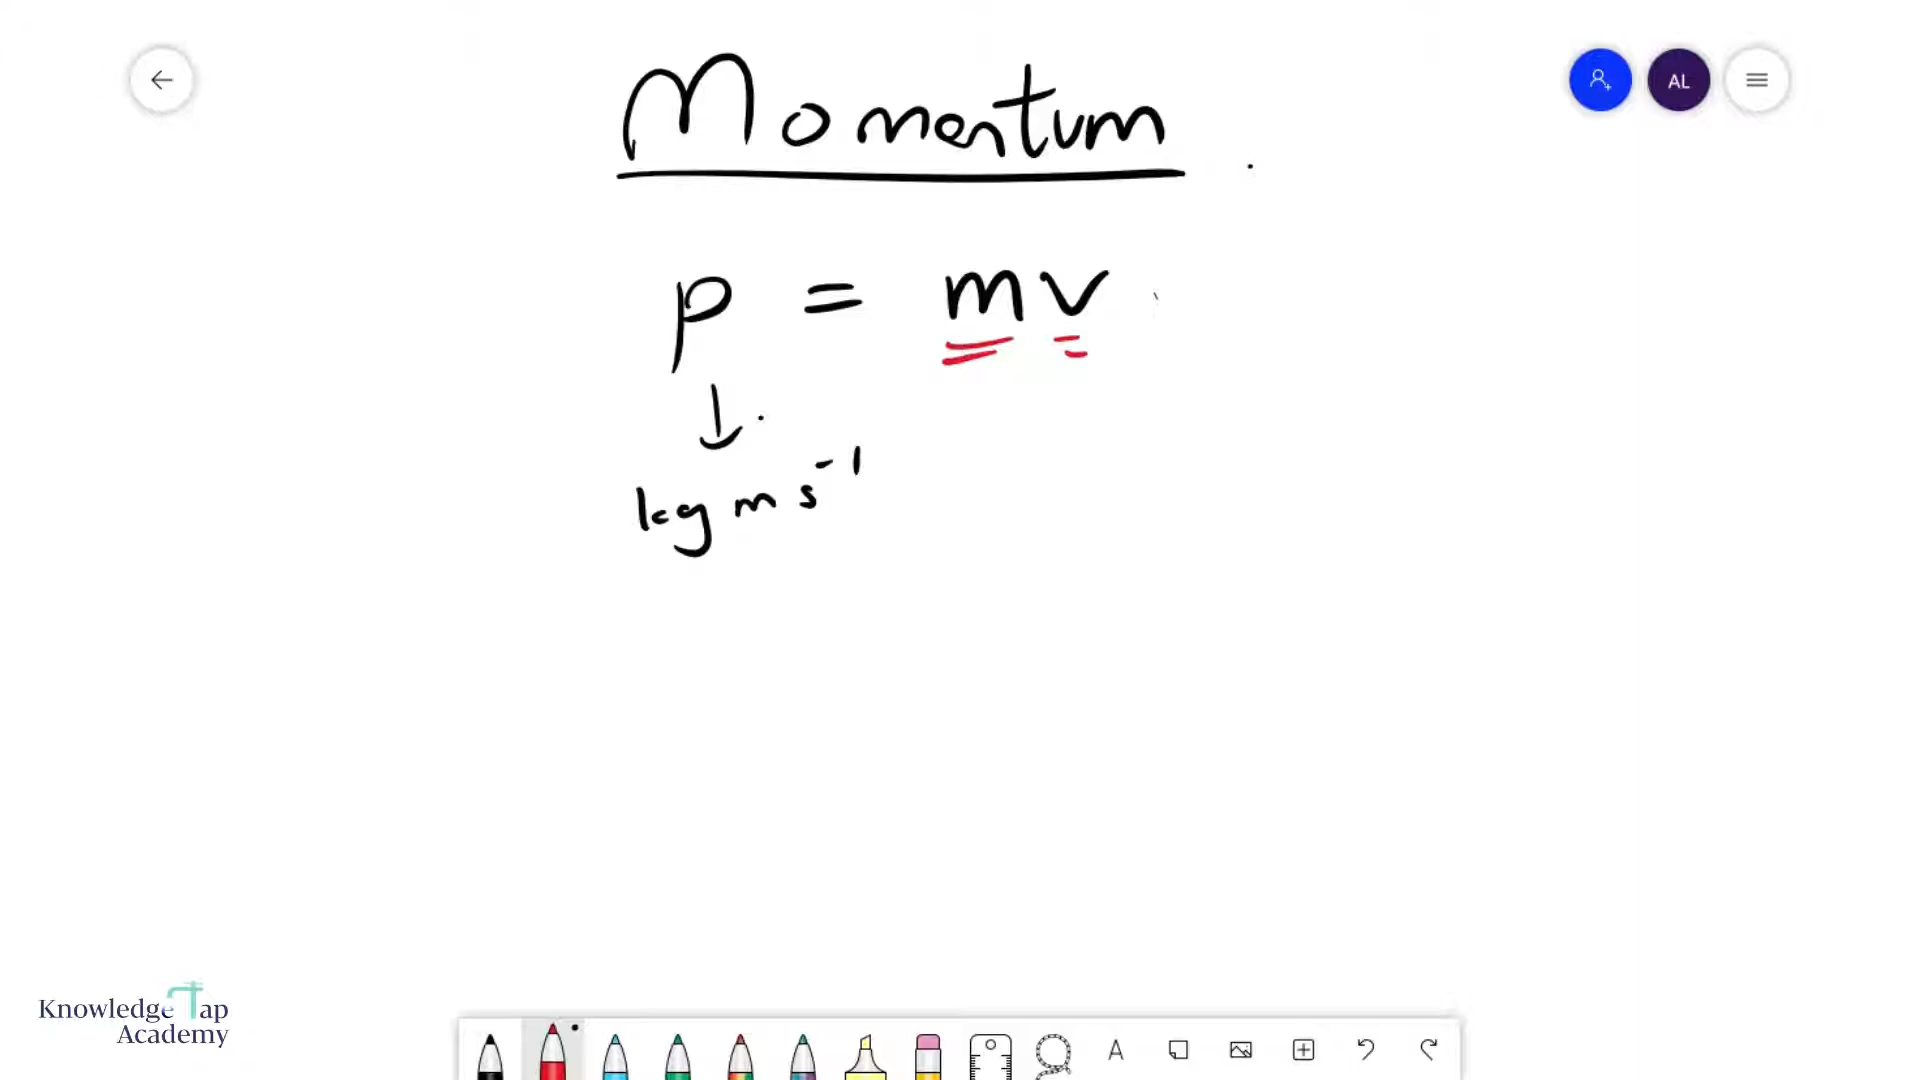 AL
Momentum
p = mv
↓
kg m s⁻¹
Knowledge Tap
Academy
A